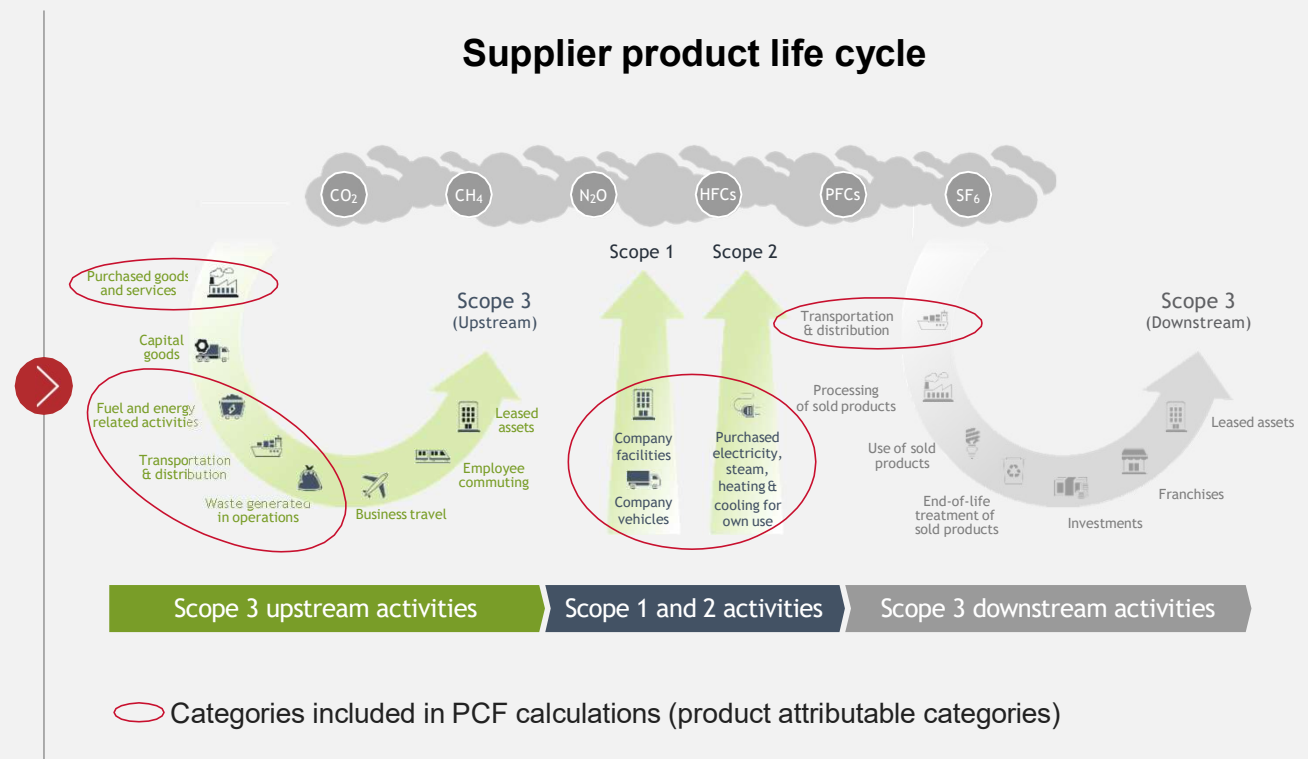 Supplier product life cycle
CO₂
CH₄
N₂O
HFCs
PFCs
SF₆
Purchased goods
and services
Capital
goods
Fuel and energy
related activities
Transportation
& distribution
Waste generated
in operations
Business travel
Employee
commuting
Leased
assets
Scope 3
(Upstream)
Scope 1
Company
facilities
Company
vehicles
Scope 2
Purchased
electricity,
steam,
heating &
cooling for
own use
Transportation
& distribution
Processing
of sold products
Use of sold
products
End-of-life
treatment of
sold products
Investments
Franchises
Leased assets
Scope 3
(Downstream)
Scope 3 upstream activities
Scope 1 and 2 activities
Scope 3 downstream activities
Categories included in PCF calculations (product attributable categories)